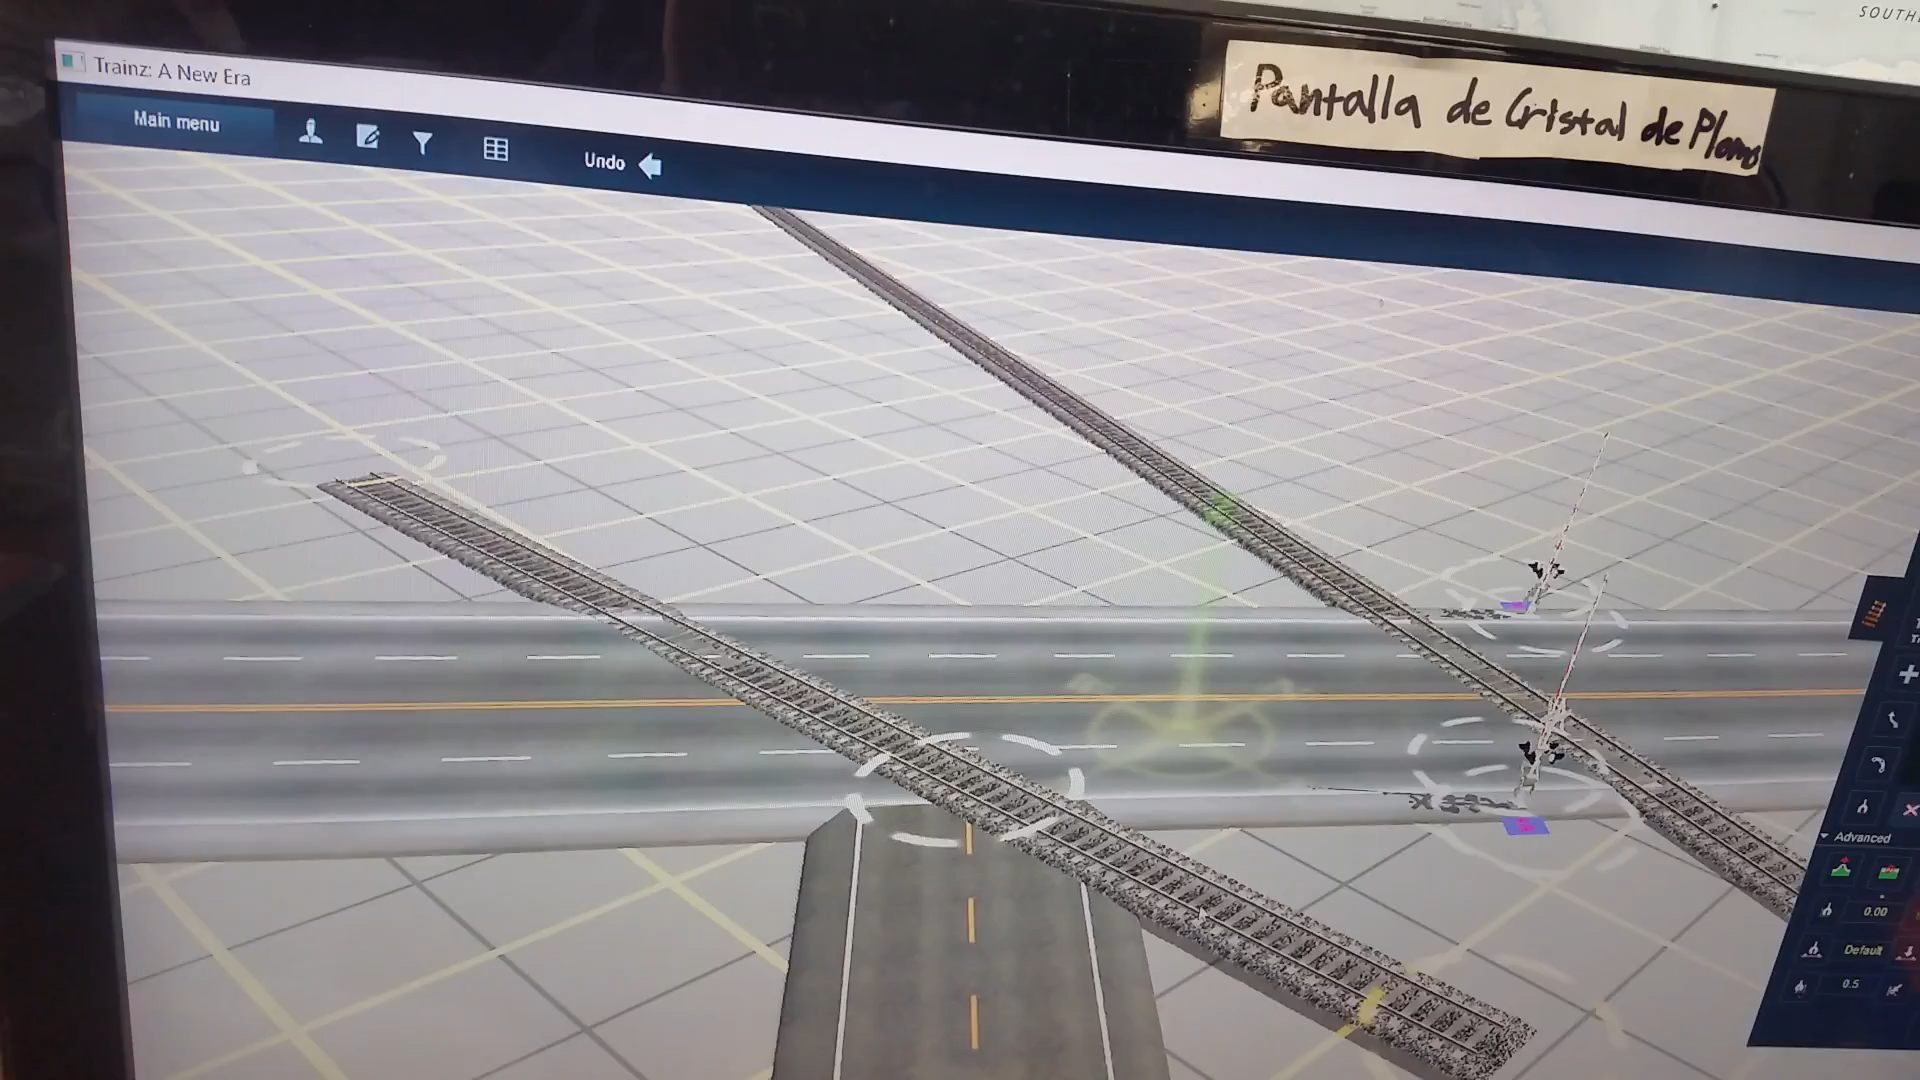 SOUTH
Pantalla de Cristal de Plomo
Trainz: A New Era
Main menu
Undo
Advanced
0.00
Default
0.5